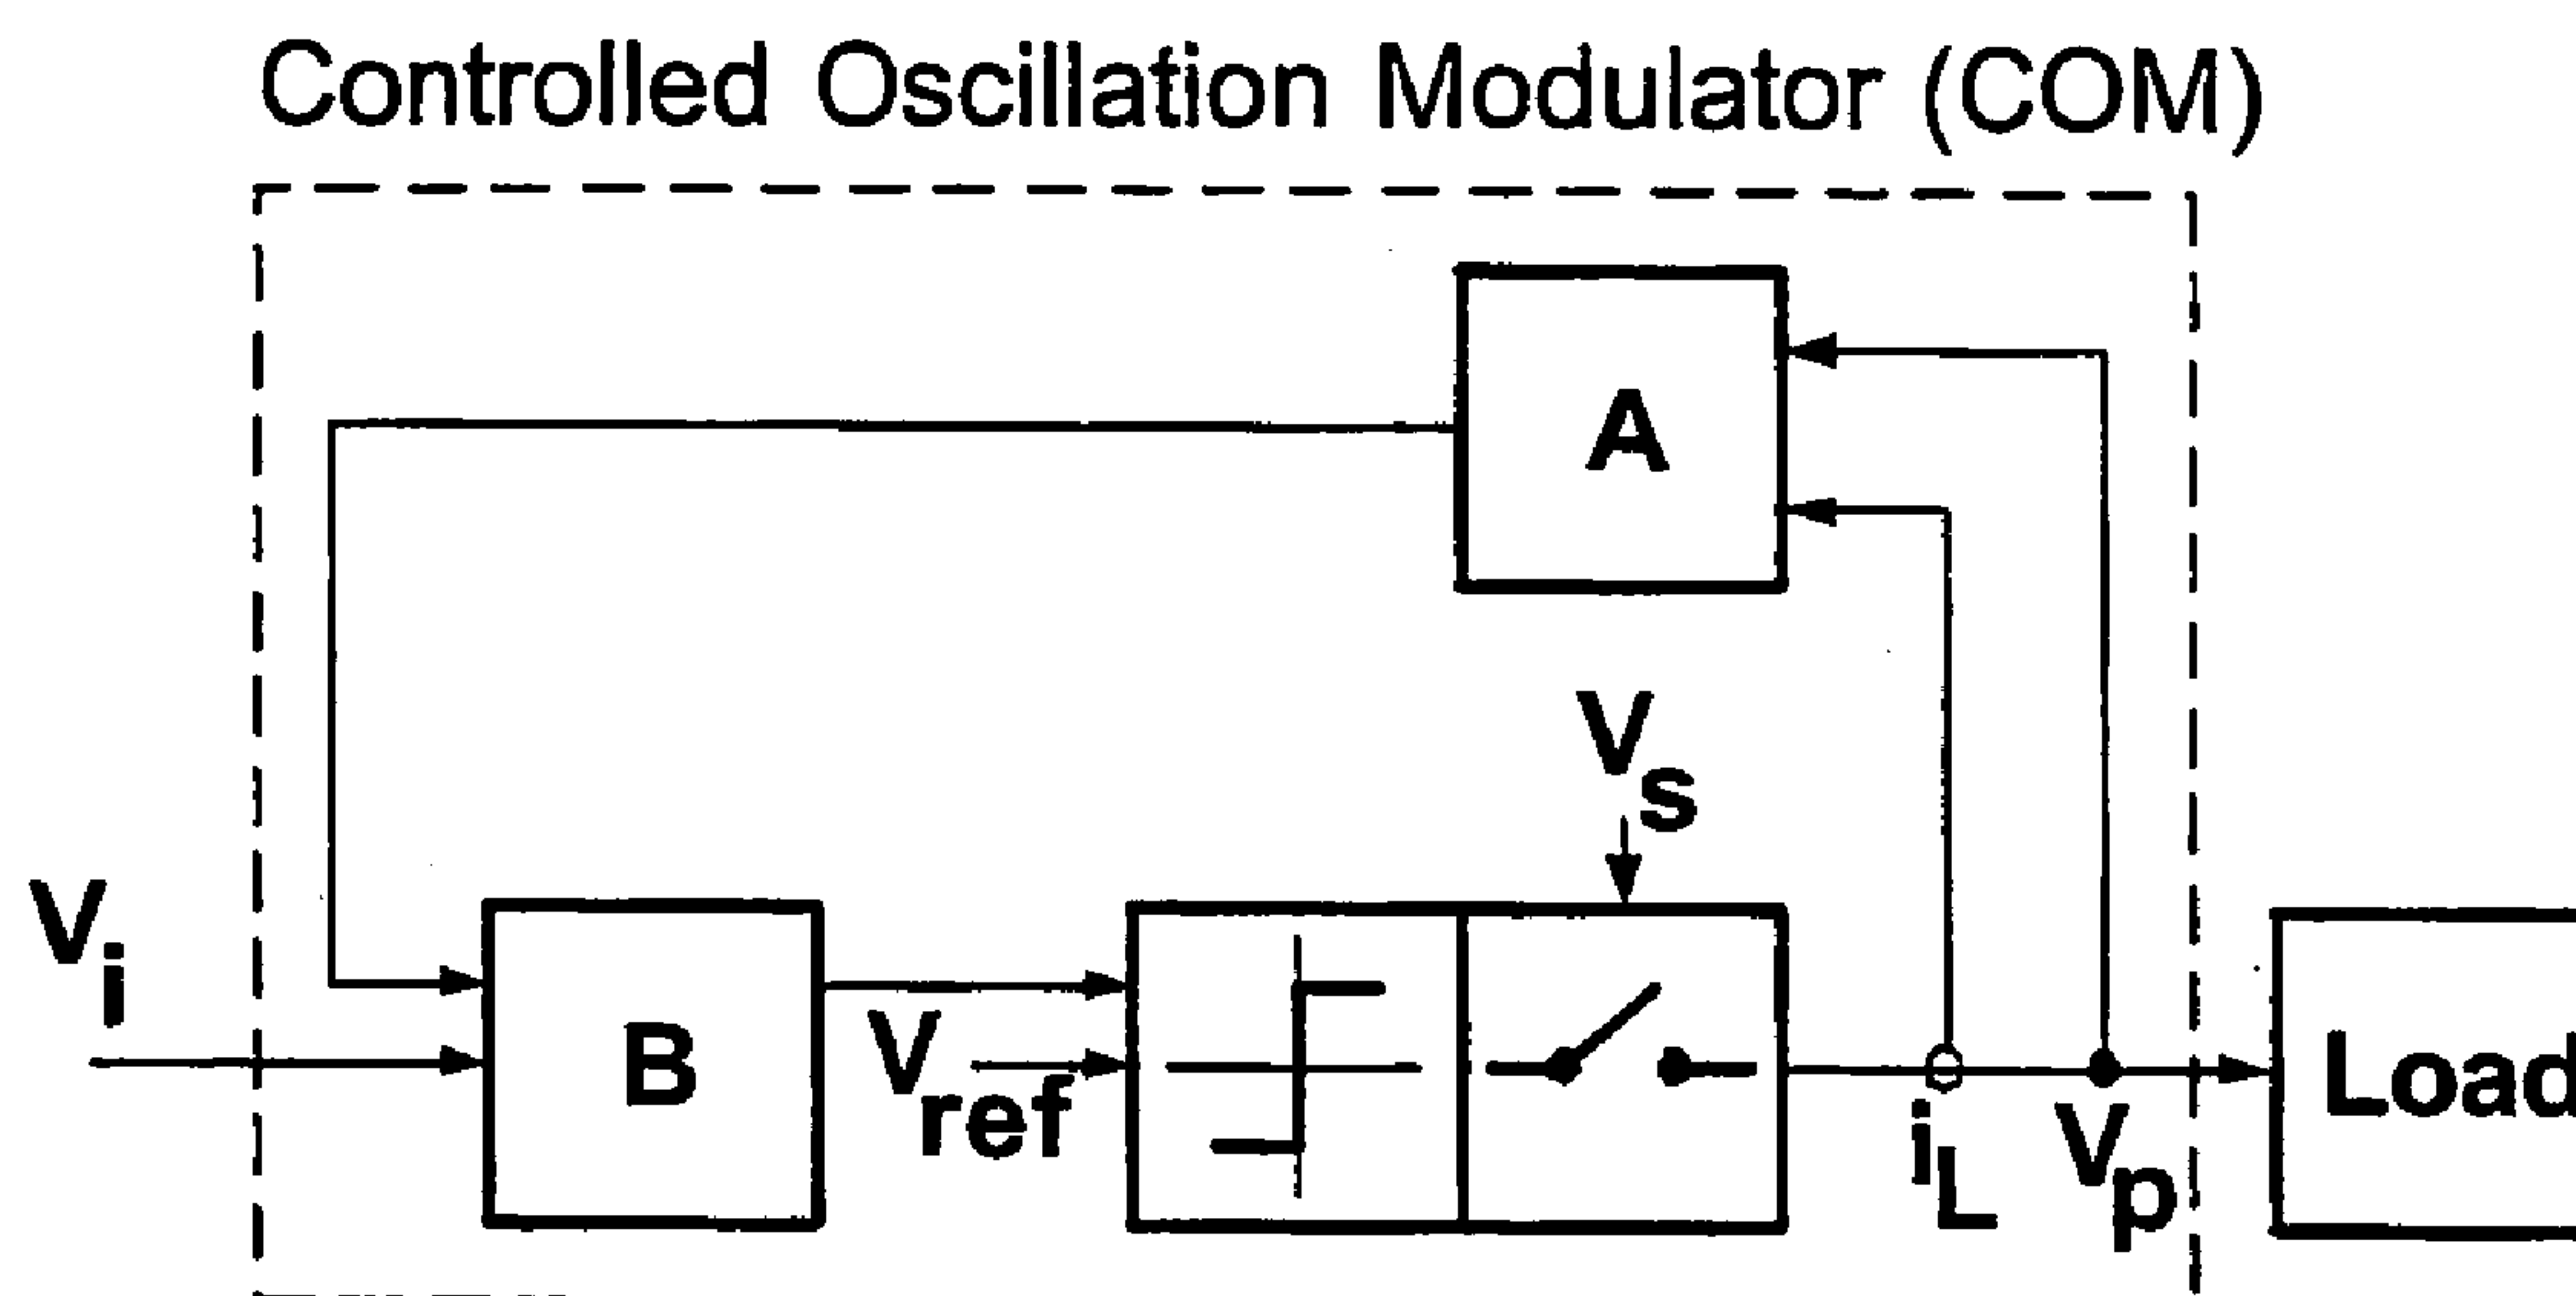 Controlled Oscillation Modulator (COM)
A
Vs
Vi
B
Vref
iL
Vp
Load